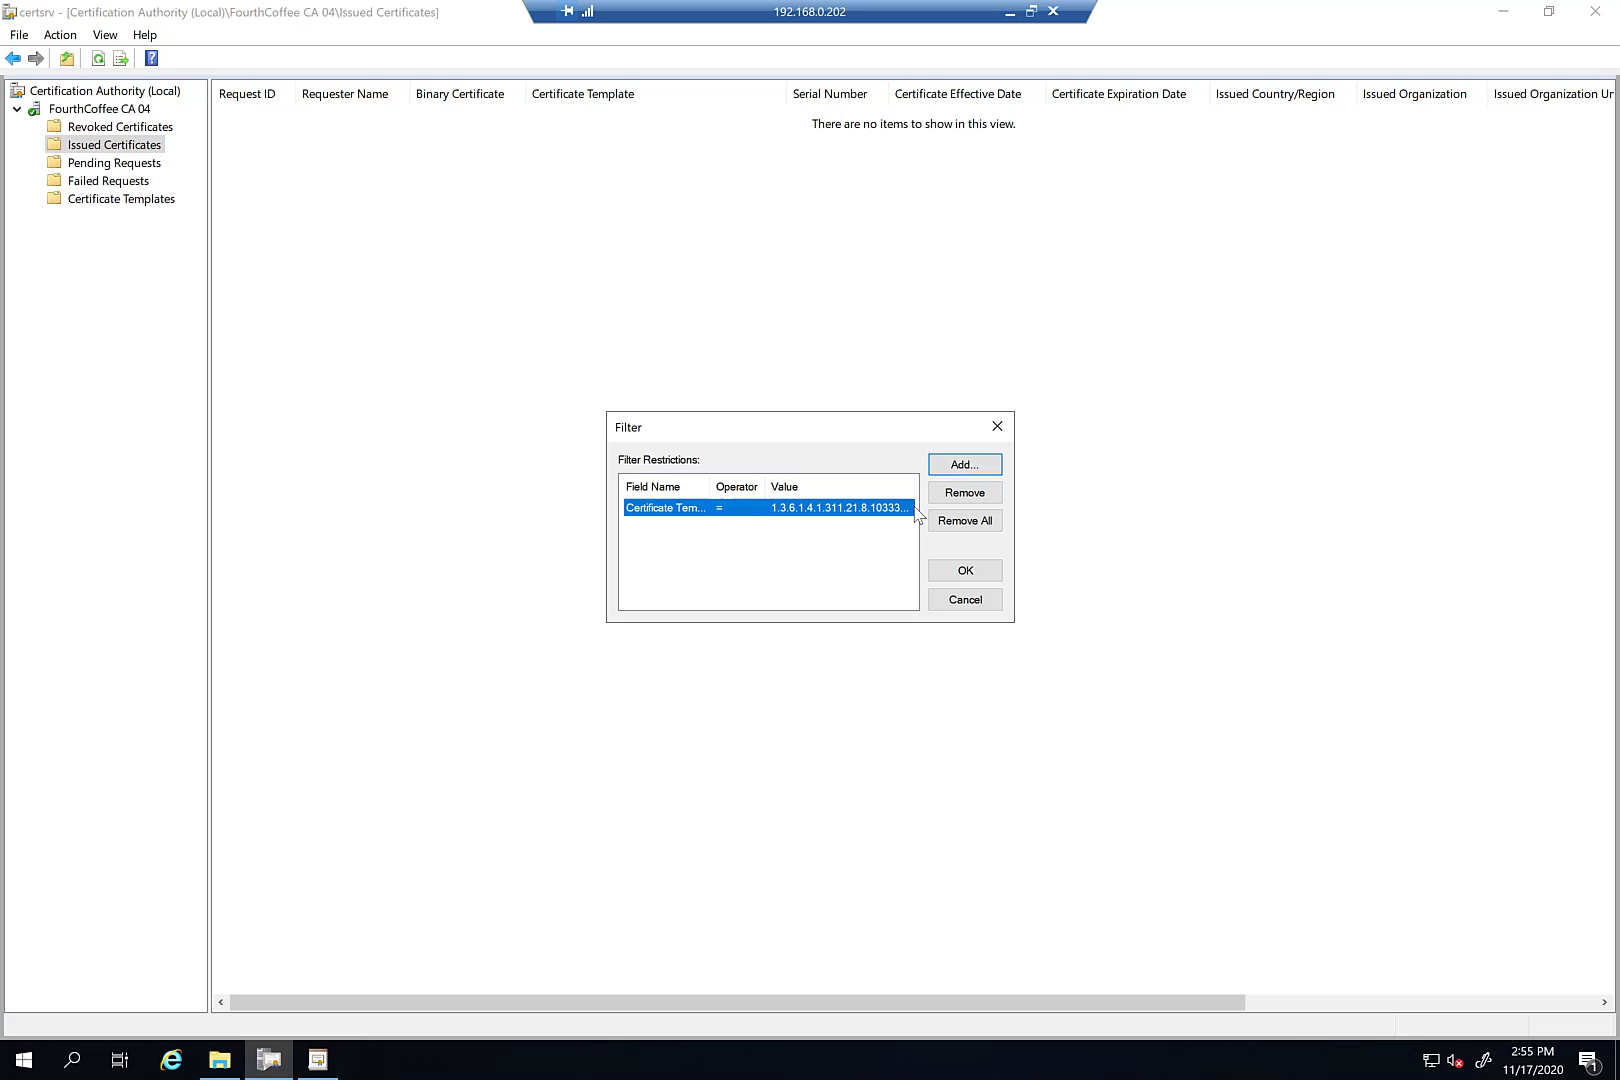 certsrv - [Certification Authority (Local)\FourthCoffee CA 04\Issued Certificates]
192.168.0.202
File Action View Help
Certification Authority (Local)
FourthCoffee CA 04
Revoked Certificates
Issued Certificates
Pending Requests
Failed Requests
Certificate Templates
Request ID Requester Name Binary Certificate Certificate Template Serial Number Certificate Effective Date Certificate Expiration Date Issued Country/Region Issued Organization Issued Organization Ur
There are no items to show in this view.
Filter
Filter Restrictions:
Field Name Operator Value
Certificate Tem... = 1.3.6.1.4.1.311.21.8.10333...
Add...
Remove
Remove All
OK
Cancel
2:55 PM
11/17/2020
1